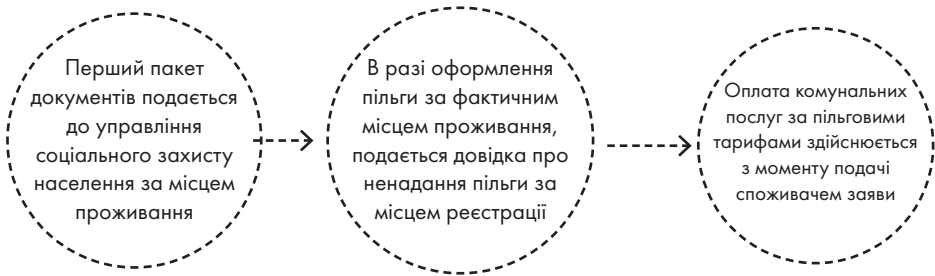 Перший пакет
документів подається
до управління
соціального захисту
населення за місцем
проживання
В разі оформлення
пільги за фактичним
місцем проживання,
подається довідка про
ненадання пільги за
місцем реєстрації
Оплата комунальних
послуг за пільговими
тарифами здійснюється
з моменту подачі
споживачем заяви